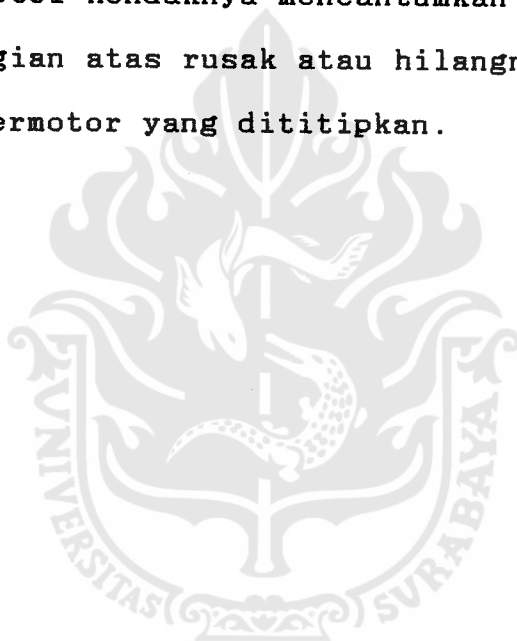 hendaknya mencantumkan
gian atas rusak atau hilangn
ermotor yang dititipkan.
UNIVERSITAS SURABAYA